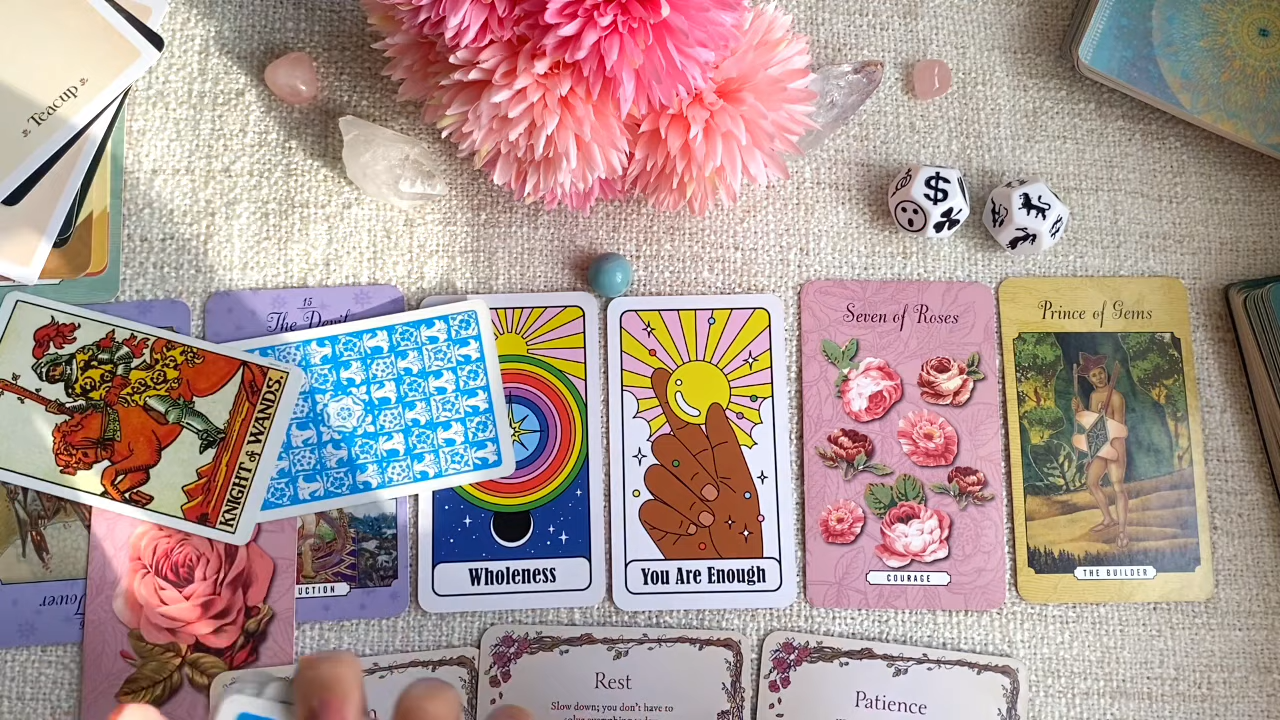 Teacup
15
The Devil
Seven of Roses
Prince of Gems
KNIGHT of WANDS.
Wholeness
You Are Enough
COURAGE
THE BUILDER
UCTION
Tower
Rest
Slow down; you don't have to
Patience